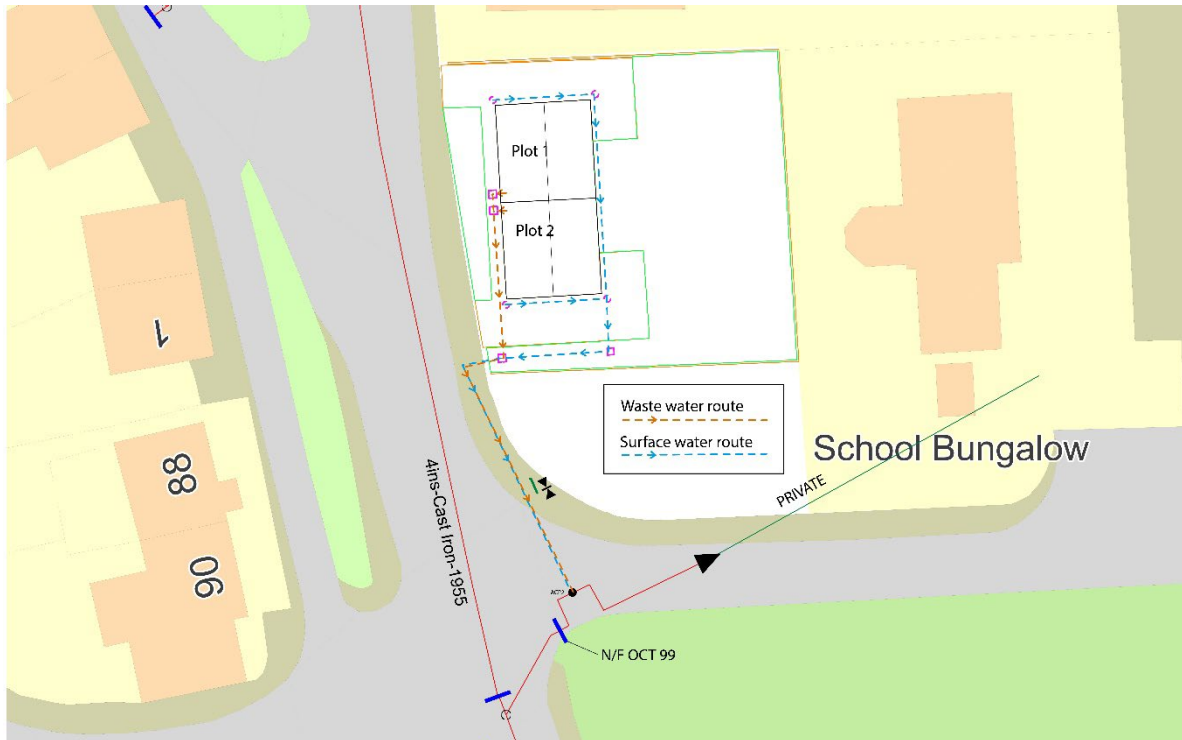 Plot 1
Plot 2
Waste water route
Surface water route
School Bungalow
PRIVATE
4ins-Cast Iron-1955
1
88
90
N/F OCT 99